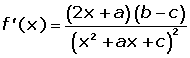 f'(x) = (2x + a)(b − c) / (x² + ax + c)²